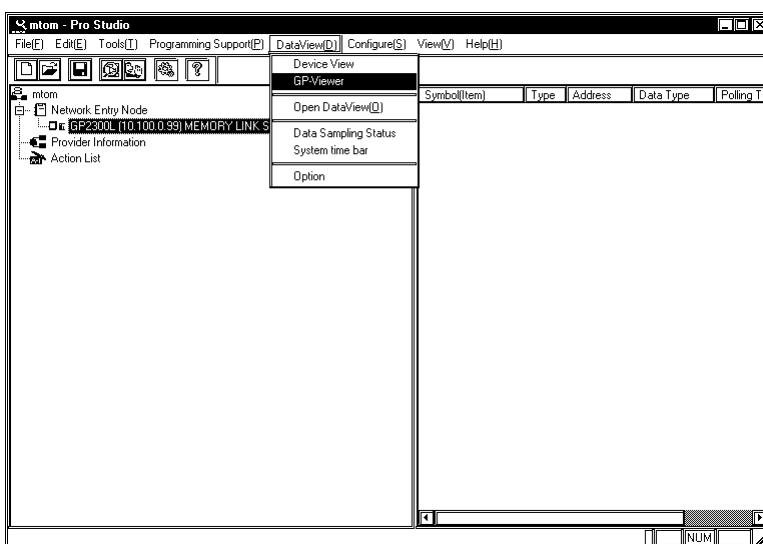 mtom - Pro Studio
File(F) Edit(E) Tools(T) Programming Support(P) DataView(D) Configure(S) View(V) Help(H)
Device View
GP-Viewer
Open DataView(O)
Data Sampling Status
System time bar
Option
mtom
Network Entry Node
GP2300L (10.100.0.99) MEMORY LINK S
Provider Information
Action List
Symbol(Item) Type Address Data Type Polling T
NUM